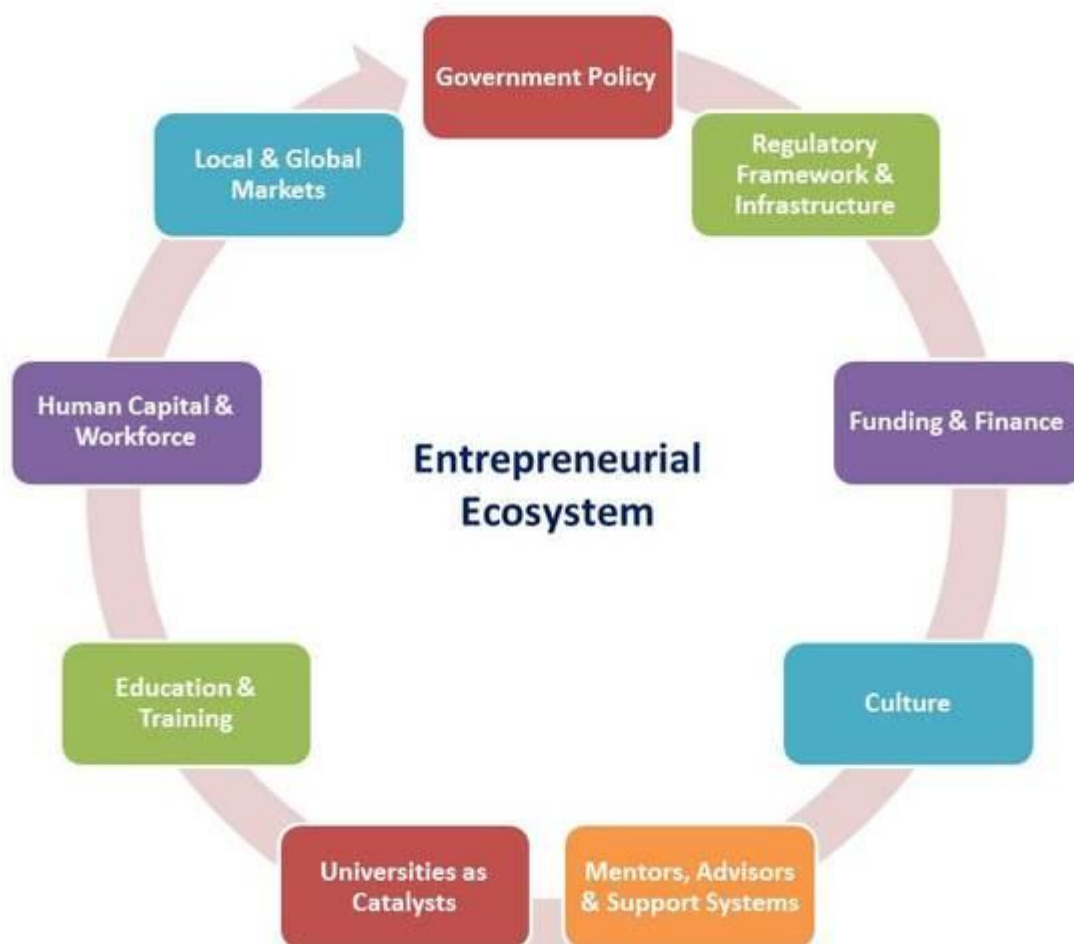 Government Policy
Regulatory
Framework &
Infrastructure
Funding & Finance
Culture
Mentors, Advisors
& Support Systems
Universities as
Catalysts
Education &
Training
Human Capital &
Workforce
Local & Global
Markets
Entrepreneurial
Ecosystem